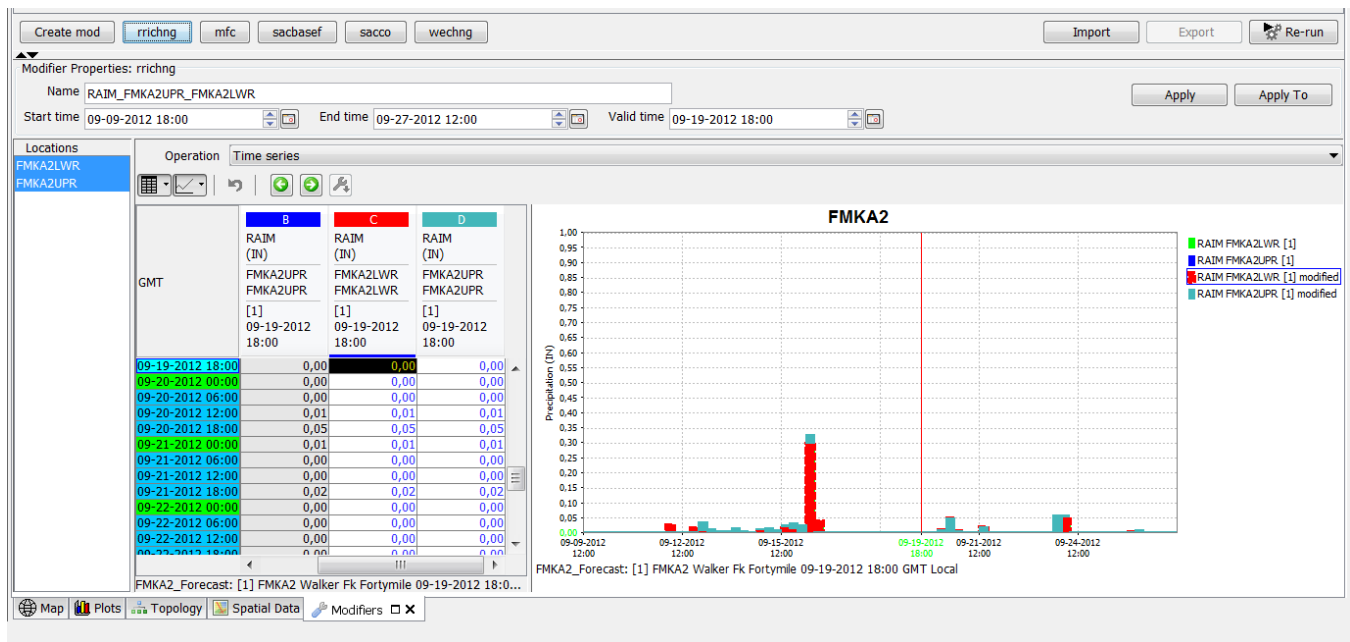 Create mod rrichng mfc sacbasef sacco wechng Import Export Re-run
Modifier Properties: rrichng
Name RAIM_FMKA2UPR_FMKA2LWR Apply Apply To
Start time 09-09-2012 18:00 End time 09-27-2012 12:00 Valid time 09-19-2012 18:00
Locations
FMKA2LWR
FMKA2UPR
Operation Time series
GMT
B C D
RAIM RAIM RAIM
(IN) (IN) (IN)
FMKA2UPR FMKA2LWR FMKA2UPR
FMKA2UPR FMKA2LWR FMKA2UPR
[1] [1] [1]
09-19-2012 09-19-2012 09-19-2012
18:00 18:00 18:00
09-19-2012 18:00 0,00 0,00 0,00
09-20-2012 00:00 0,00 0,00 0,00
09-20-2012 06:00 0,00 0,00 0,00
09-20-2012 12:00 0,01 0,01 0,01
09-20-2012 18:00 0,05 0,05 0,05
09-21-2012 00:00 0,01 0,01 0,01
09-21-2012 06:00 0,00 0,00 0,00
09-21-2012 12:00 0,00 0,00 0,00
09-21-2012 18:00 0,02 0,02 0,02
09-22-2012 00:00 0,00 0,00 0,00
09-22-2012 06:00 0,00 0,00 0,00
09-22-2012 12:00 0,00 0,00 0,00
09-22-2012 18:00 0,00 0,00 0,00
FMKA2_Forecast: [1] FMKA2 Walker Fk Fortymile 09-19-2012 18:0...
FMKA2
Precipitation (IN)
1,00
0,95
0,90
0,85
0,80
0,75
0,70
0,65
0,60
0,55
0,50
0,45
0,40
0,35
0,30
0,25
0,20
0,15
0,10
0,05
0,00
09-09-2012 09-12-2012 09-15-2012 09-19-2012 09-21-2012 09-24-2012
12:00 12:00 12:00 18:00 12:00 12:00
RAIM FMKA2LWR [1]
RAIM FMKA2UPR [1]
RAIM FMKA2LWR [1] modified
RAIM FMKA2UPR [1] modified
FMKA2_Forecast: [1] FMKA2 Walker Fk Fortymile 09-19-2012 18:00 GMT Local
Map Plots Topology Spatial Data Modifiers